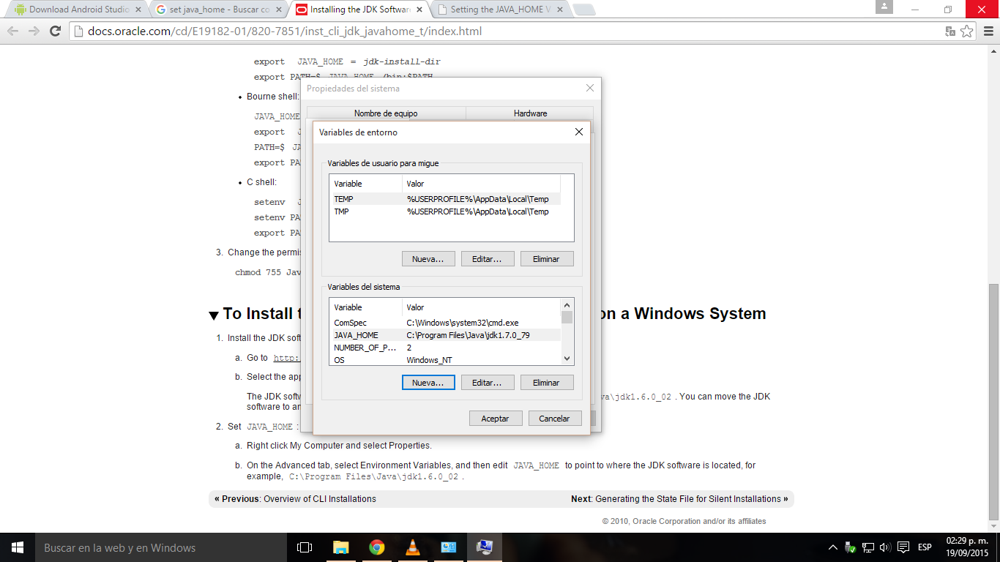 Download Android Studio
set java_home - Buscar co
Installing the JDK Softwar
Setting the JAVA_HOME V
docs.oracle.com/cd/E19182-01/820-7851/inst_cli_jdk_javahome_t/index.html
export JAVA_HOME = jdk-install-dir
export PATH=$ JAVA_HOME /bin:$PATH
• Bourne shell:
JAVA_HOME
export J
PATH=$ JA
export PA
• C shell:
setenv J
setenv PA
export PA
3. Change the permis
chmod 755 Jav
Propiedades del sistema
Nombre de equipo Hardware
Variables de entorno
Variables de usuario para migue
Variable Valor
TEMP %USERPROFILE%\AppData\Local\Temp
TMP %USERPROFILE%\AppData\Local\Temp
Nueva... Editar... Eliminar
Variables del sistema
Variable Valor
ComSpec C:\Windows\system32\cmd.exe
JAVA_HOME C:\Program Files\Java\jdk1.7.0_79
NUMBER_OF_P... 2
OS Windows_NT
Nueva... Editar... Eliminar
Aceptar Cancelar
To Install on a Windows System
1. Install the JDK soft
a. Go to http:
b. Select the app
The JDK softw va\jdk1.6.0_02 . You can move the JDK
software to an
2. Set JAVA_HOME :
a. Right click My Computer and select Properties.
b. On the Advanced tab, select Environment Variables, and then edit JAVA_HOME to point to where the JDK software is located, for
example, C:\Program Files\Java\jdk1.6.0_02 .
« Previous: Overview of CLI Installations Next: Generating the State File for Silent Installations »
© 2010, Oracle Corporation and/or its affiliates
Buscar en la web y en Windows
ESP
02:29 p. m.
19/09/2015